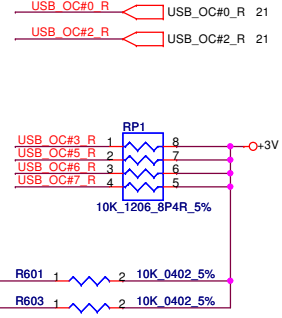 USB_OC#0_R USB_OC#0_R 21
USB_OC#2_R USB_OC#2_R 21
RP1
USB_OC#3_R 1 8 +3V
USB_OC#5_R 2 7
USB_OC#6_R 3 6
USB_OC#7_R 4 5
10K_1206_8P4R_5%
R601 1 2 10K_0402_5%
R603 1 2 10K_0402_5%